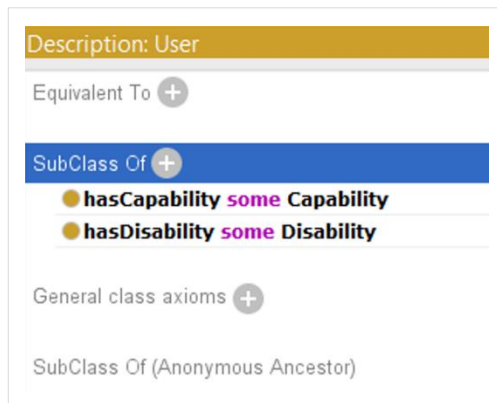 Description: User
Equivalent To
SubClass Of
hasCapability some Capability
hasDisability some Disability
General class axioms
SubClass Of (Anonymous Ancestor)